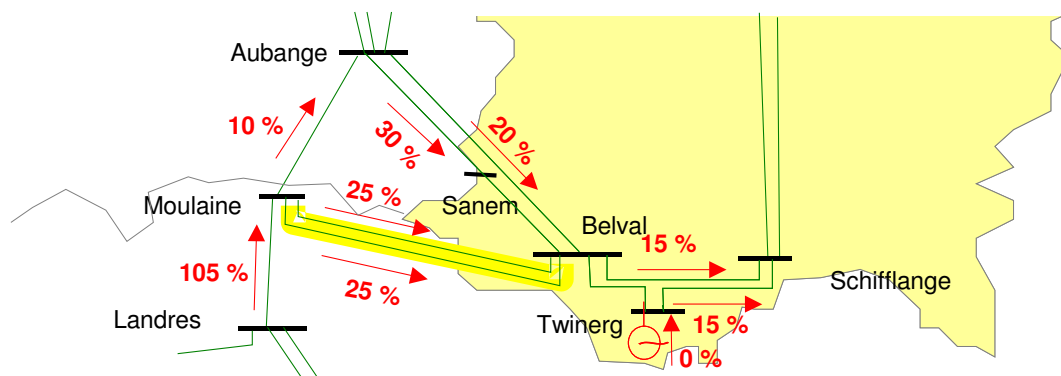 Aubange
10 %
30 %
20 %
Moulaine
25 %
Sanem
Belval
15 %
105 %
25 %
Schifflange
Landres
Twinerg
15 %
0 %